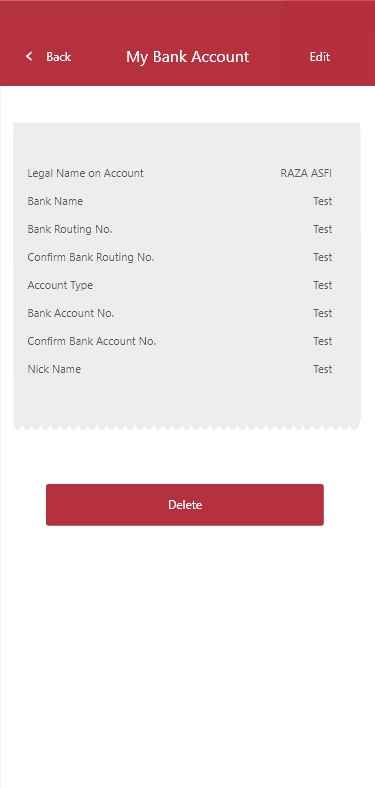 Back My Bank Account Edit
Legal Name on Account RAZA ASFI
Bank Name Test
Bank Routing No. Test
Confirm Bank Routing No. Test
Account Type Test
Bank Account No. Test
Confirm Bank Account No. Test
Nick Name Test
Delete